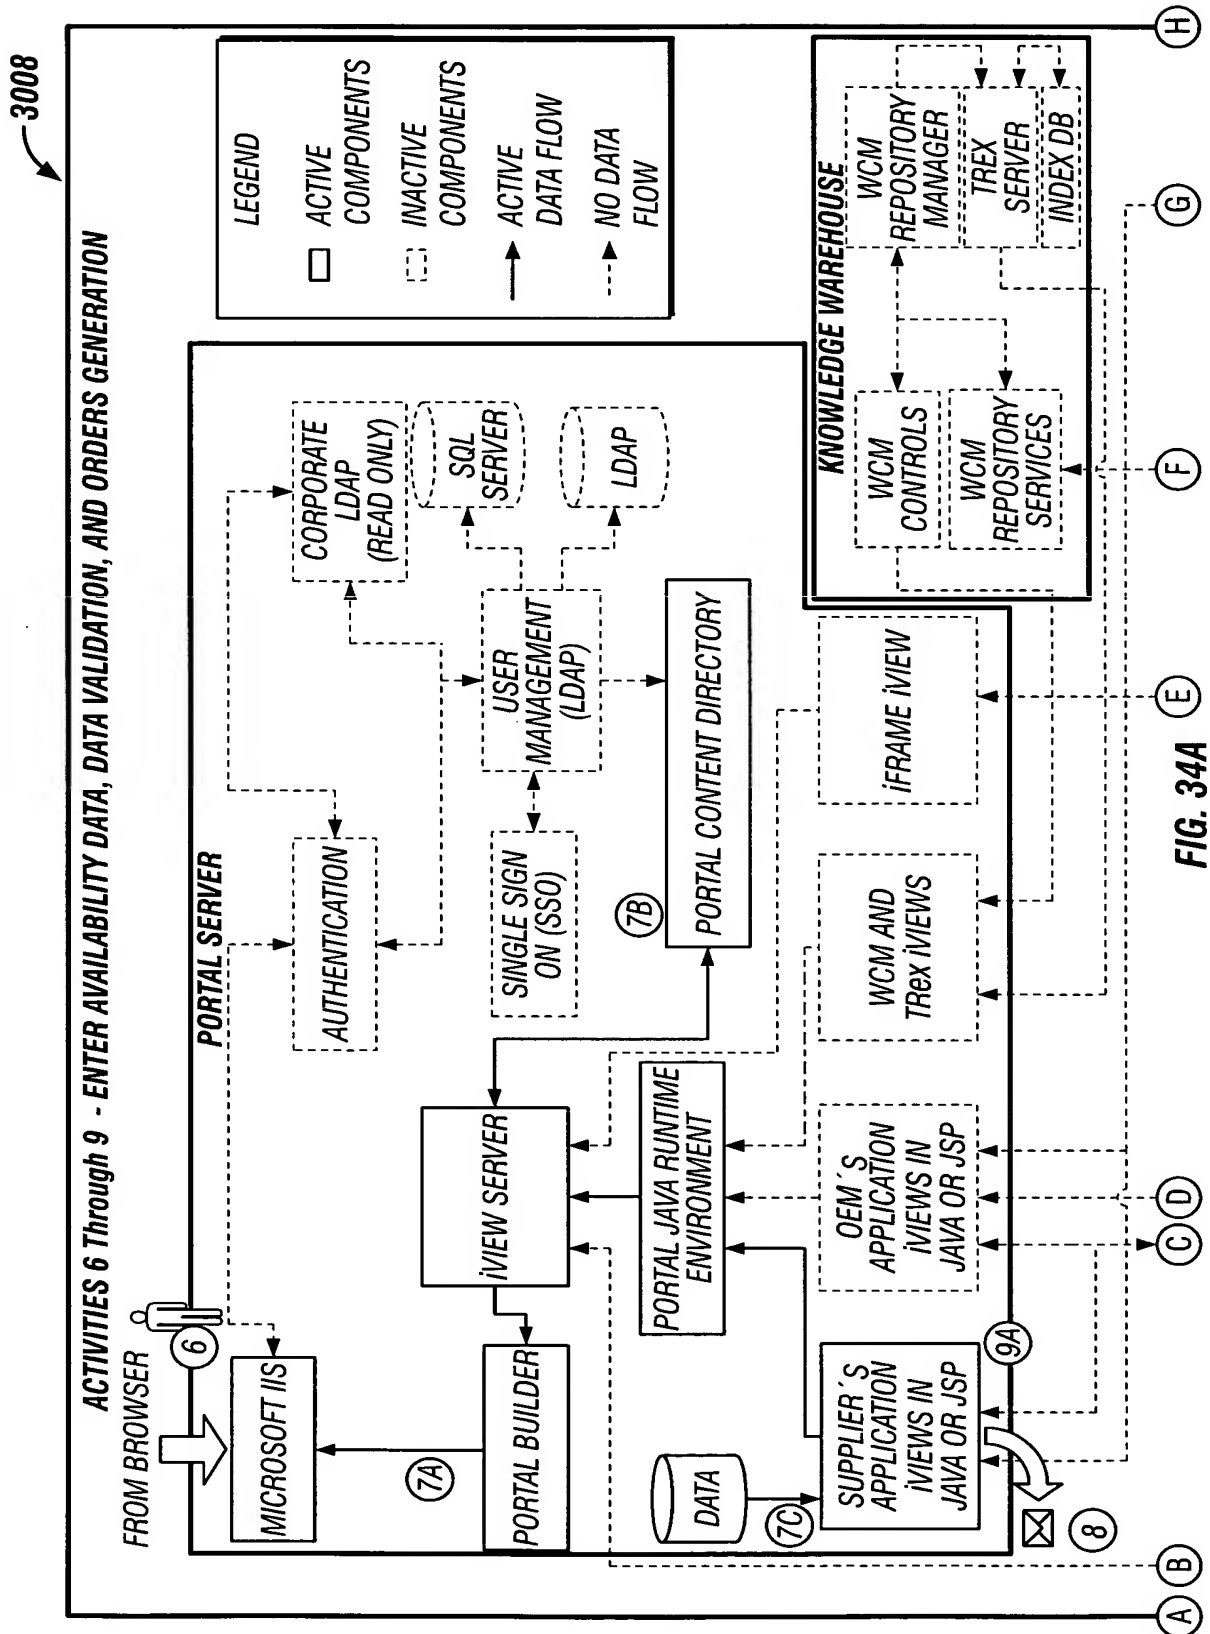 3008
ACTIVITIES 6 Through 9 - ENTER AVAILABILITY DATA, DATA VALIDATION, AND ORDERS GENERATION
FROM BROWSER
6
PORTAL SERVER
MICROSOFT IIS
AUTHENTICATION
CORPORATE
LDAP
(READ ONLY)
LEGEND
ACTIVE
COMPONENTS
INACTIVE
COMPONENTS
ACTIVE
DATA FLOW
NO DATA
FLOW
7A
PORTAL BUILDER
iVIEW SERVER
SINGLE SIGN
ON (SSO)
USER
MANAGEMENT
(LDAP)
SQL
SERVER
LDAP
7B
PORTAL CONTENT DIRECTORY
DATA
7C
PORTAL JAVA RUNTIME
ENVIRONMENT
SUPPLIER´S
APPLICATION
iVIEWS IN
JAVA OR JSP
OEM´S
APPLICATION
iVIEWS IN
JAVA OR JSP
WCM AND
TRex iVIEWS
iFRAME iVIEW
KNOWLEDGE WAREHOUSE
WCM
CONTROLS
WCM
REPOSITORY
SERVICES
WCM
REPOSITORY
MANAGER
TREX
SERVER
INDEX DB
8
9A
A
B
C
D
E
F
G
H
FIG. 34A